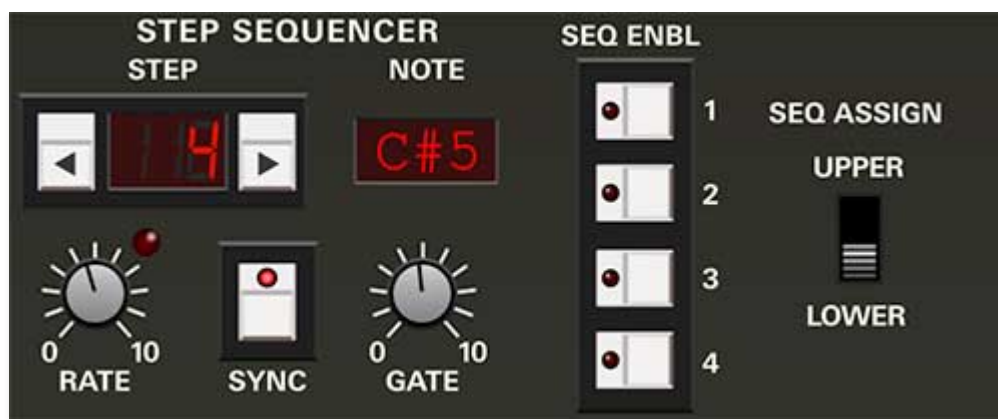 STEP SEQUENCER
STEP
NOTE
4
C#5
0 10
RATE
SYNC
0 10
GATE
SEQ ENBL
1
2
3
4
SEQ ASSIGN
UPPER
LOWER